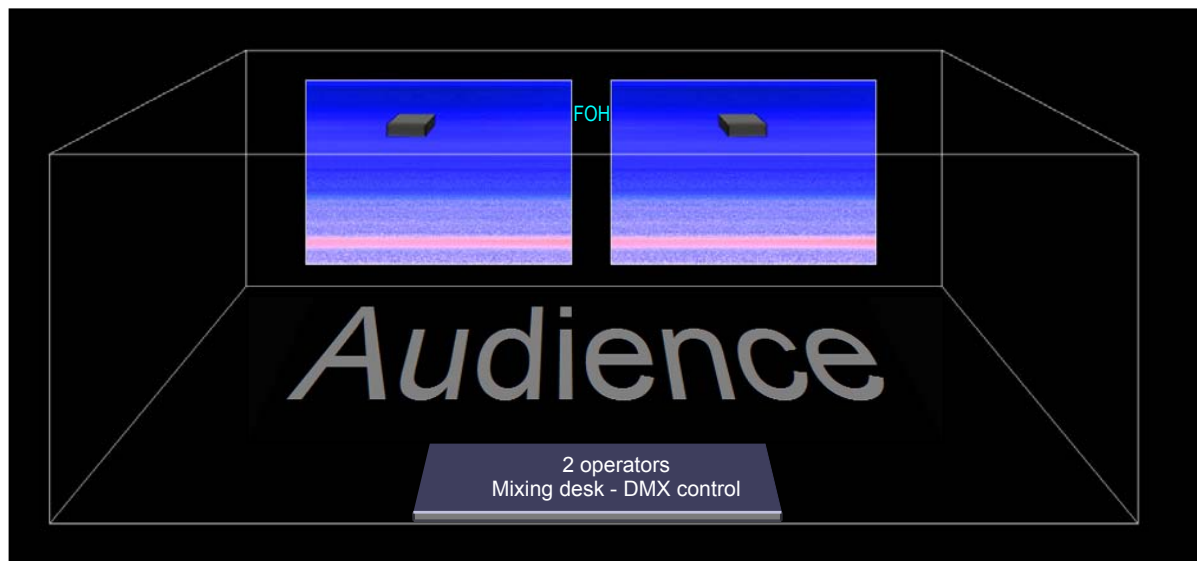 FOH
Audience
2 operators
Mixing desk - DMX control